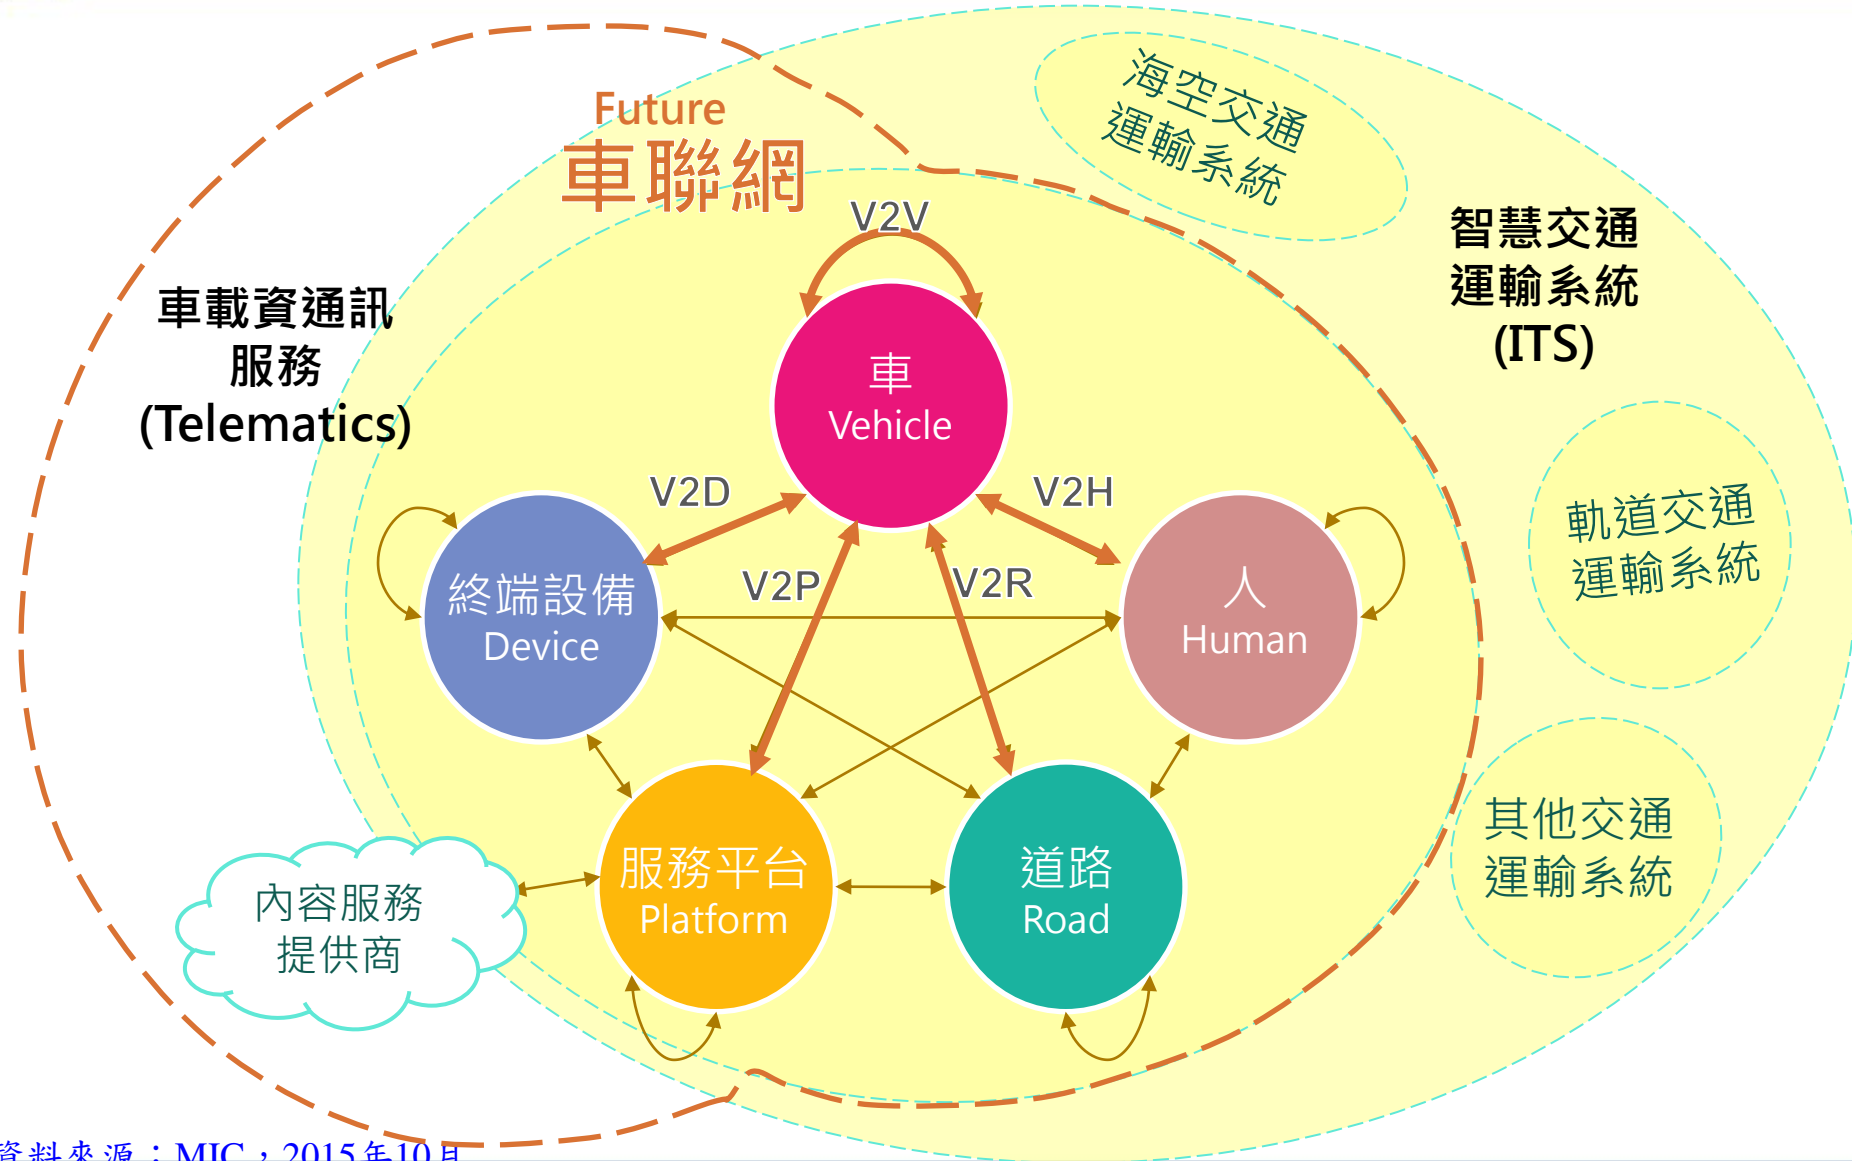 Future
車聯網
海空交通
運輸系統
智慧交通
運輸系統
(ITS)
車載資通訊
服務
(Telematics)
V2V
車
Vehicle
V2D
V2H
軌道交通
運輸系統
終端設備
Device
V2P
V2R
人
Human
其他交通
運輸系統
服務平台
Platform
道路
Road
內容服務
提供商
資料來源：MIC，2015年10月